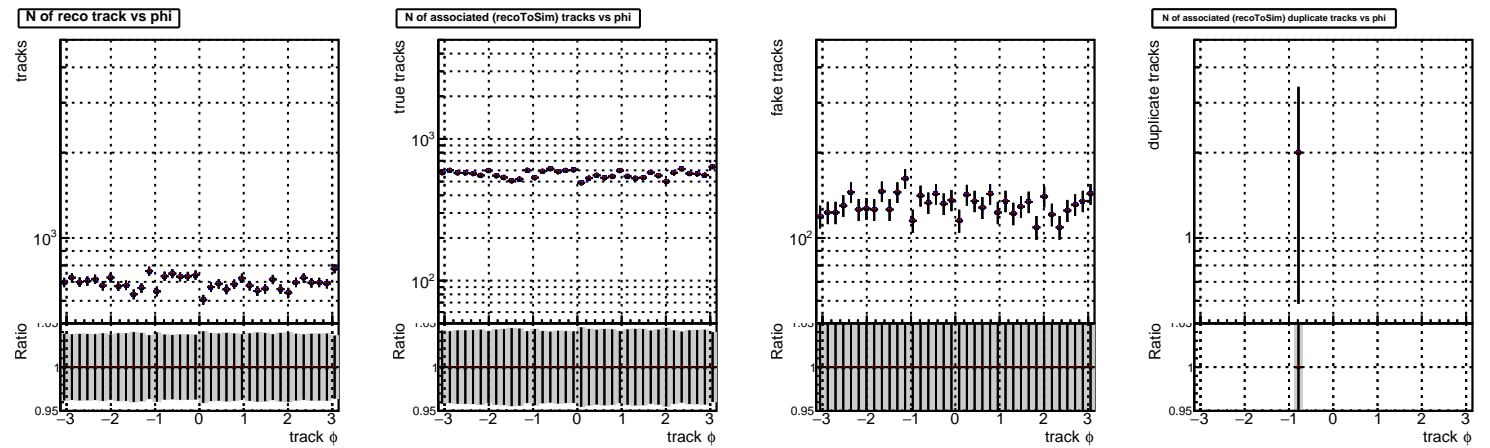 N of reco track vs phi
tracks
10³
Ratio
1.05
1
0.95
−3 −2 −1 0 1 2 3
track ϕ
N of associated (recoToSim) tracks vs phi
true tracks
10³
10²
Ratio
1.05
1
0.95
−3 −2 −1 0 1 2 3
track ϕ
fake tracks
10²
Ratio
1.05
1
0.95
−3 −2 −1 0 1 2 3
track ϕ
N of associated (recoToSim) duplicate tracks vs phi
duplicate tracks
1
Ratio
1.05
1
0.95
−3 −2 −1 0 1 2 3
track ϕ